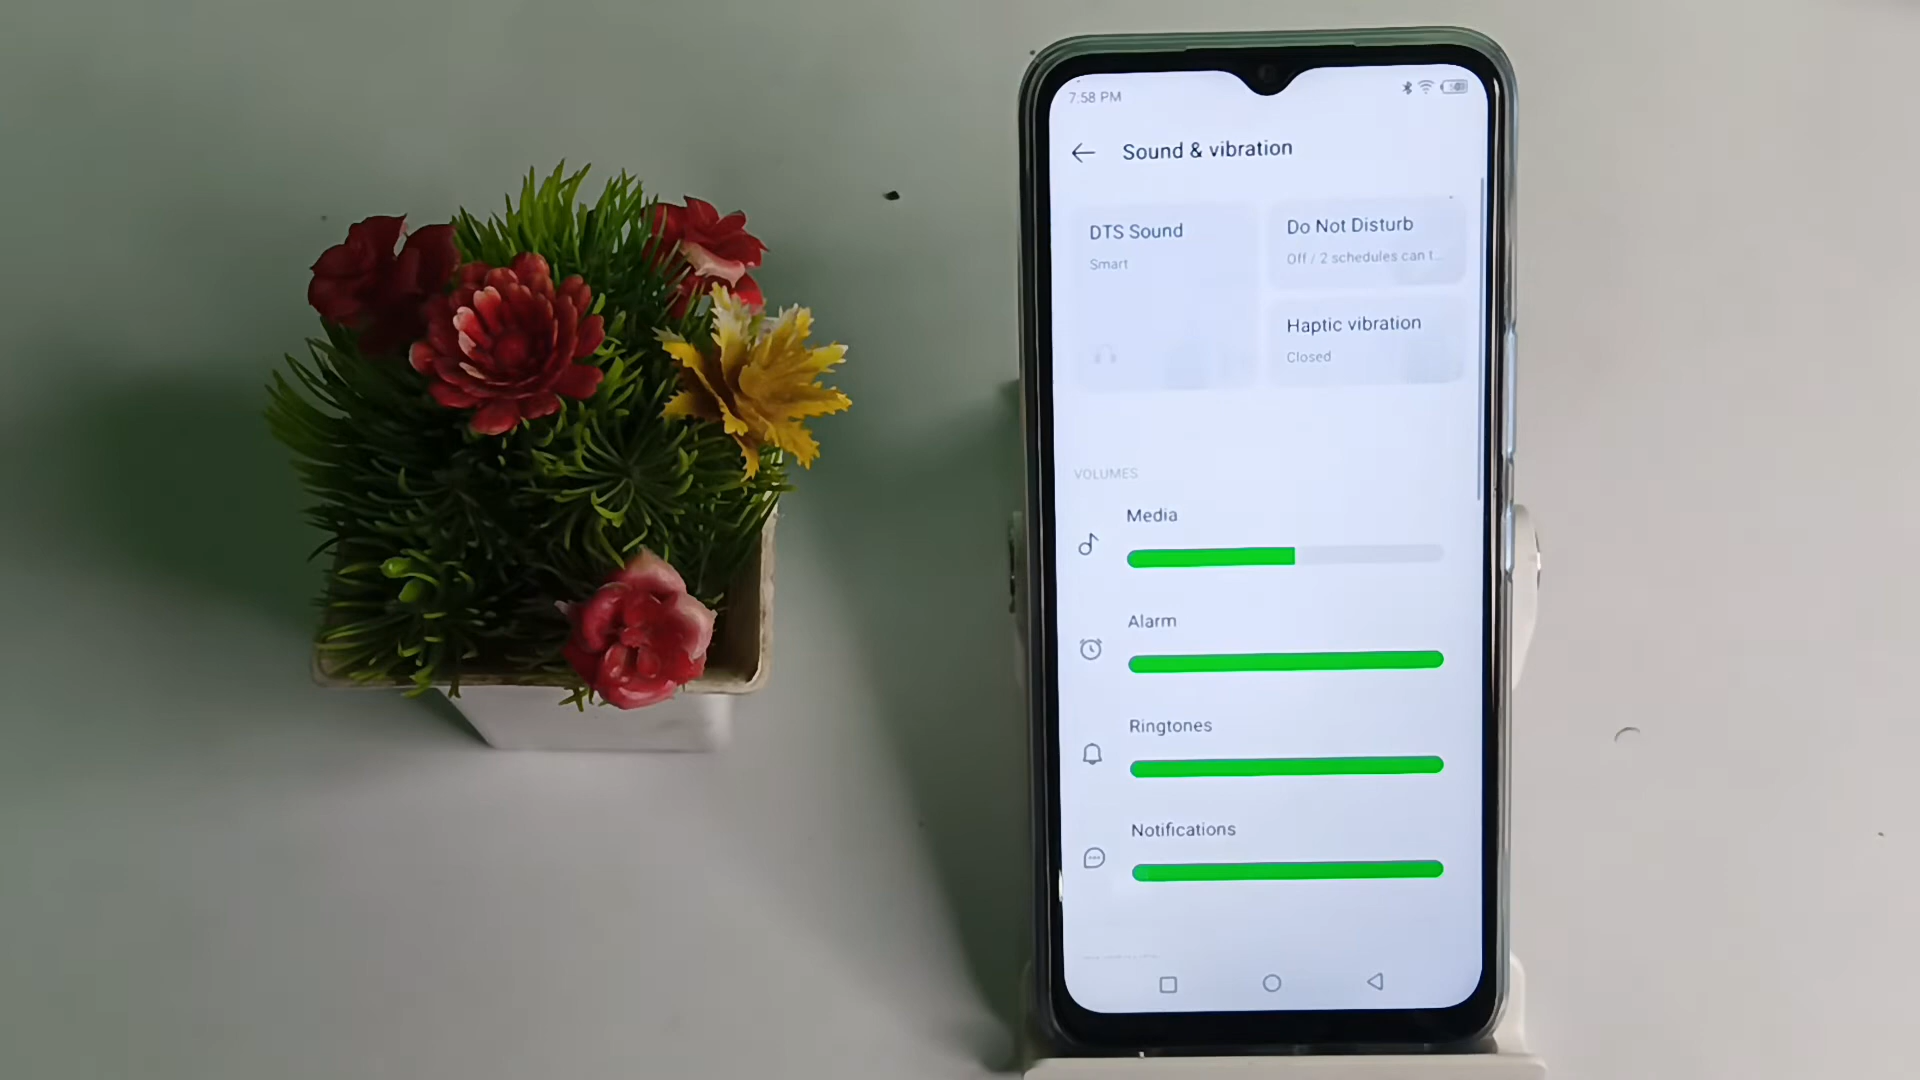 7:58 PM
Sound & vibration
DTS Sound
Smart
Do Not Disturb
Off / 2 schedules can t...
Haptic vibration
Closed
VOLUMES
Media
Alarm
Ringtones
Notifications